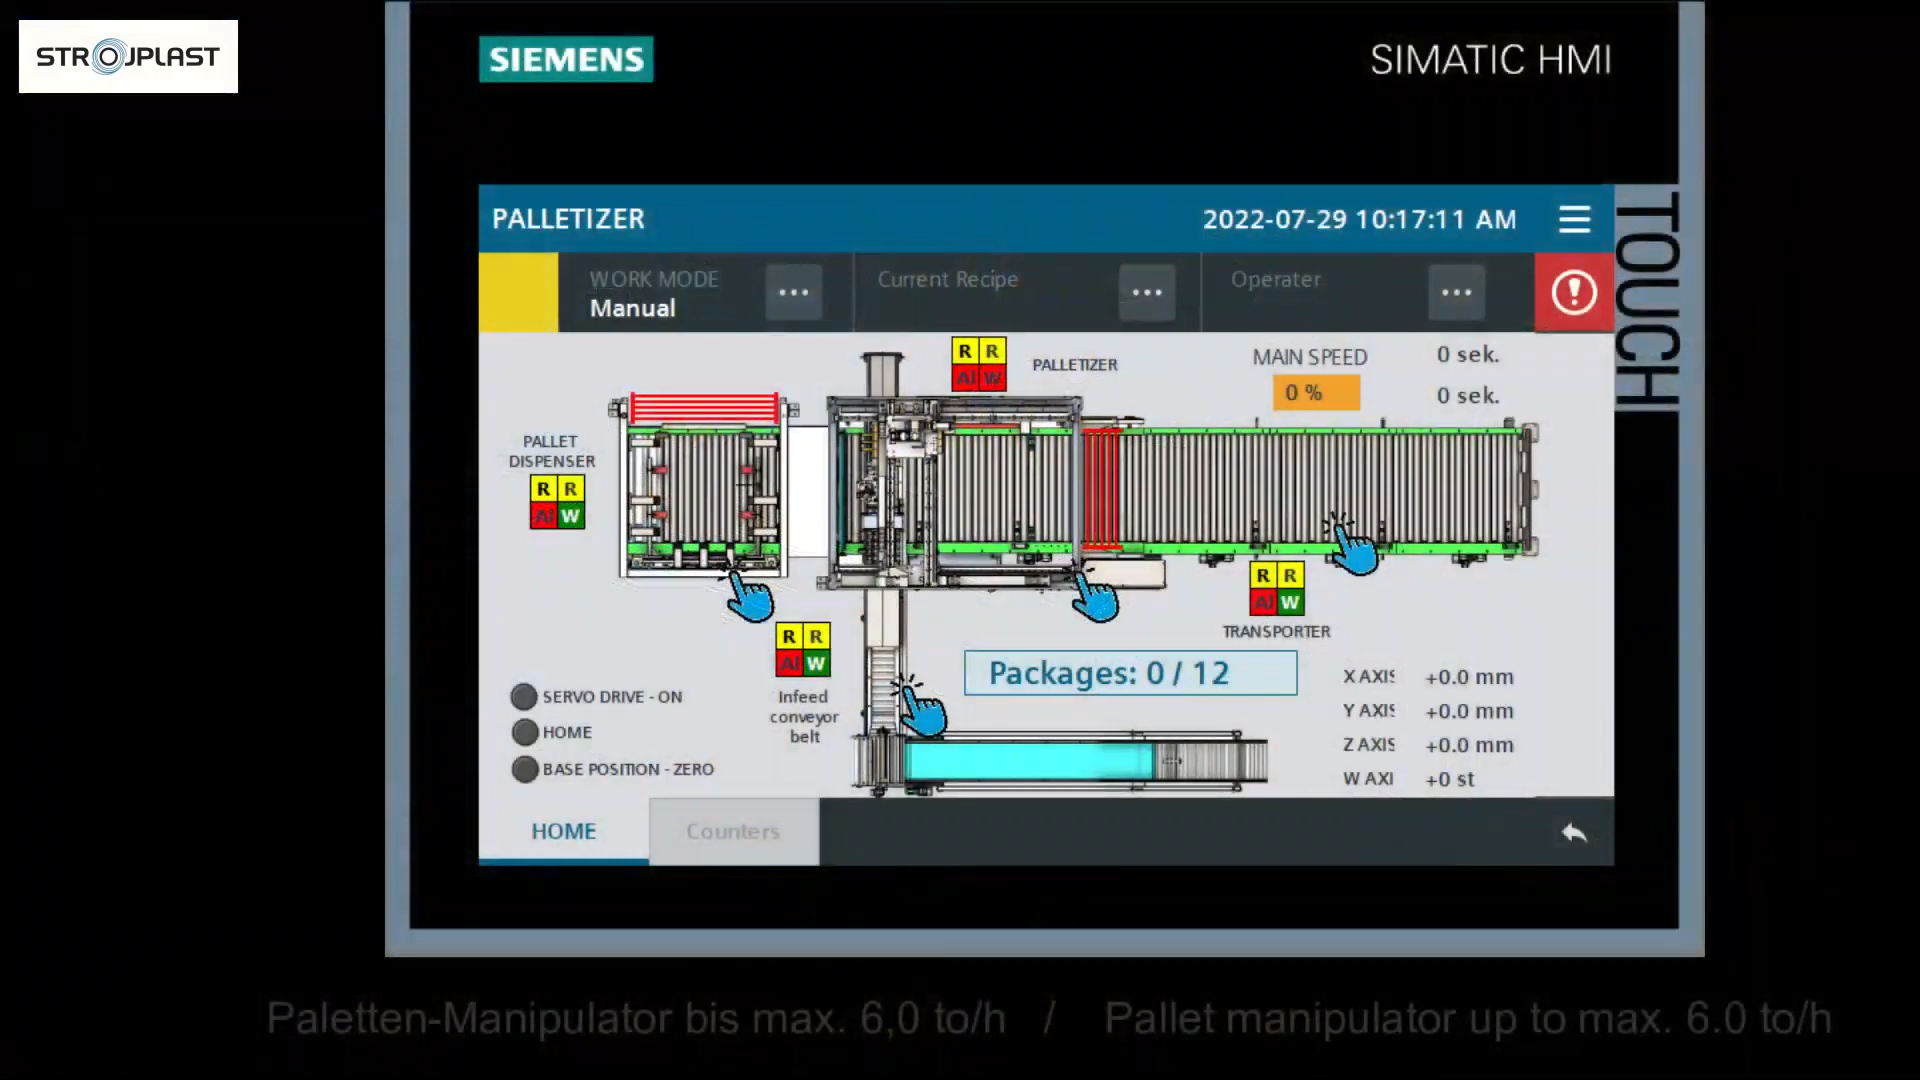 STROJPLAST
SIEMENS
SIMATIC HMI
TOUCH
PALLETIZER
2022-07-29 10:17:11 AM
WORK MODE
Manual
Current Recipe
Operater
R R
Al W
PALLETIZER
MAIN SPEED
0 %
0 sek.
0 sek.
PALLET
DISPENSER
R R
Al W
R R
Al W
TRANSPORTER
R R
Al W
Infeed
conveyor
belt
Packages: 0 / 12
SERVO DRIVE - ON
HOME
BASE POSITION - ZERO
X AXIS +0.0 mm
Y AXIS +0.0 mm
Z AXIS +0.0 mm
W AXI +0 st
HOME
Counters
Paletten-Manipulator bis max. 6,0 to/h / Pallet manipulator up to max. 6.0 to/h